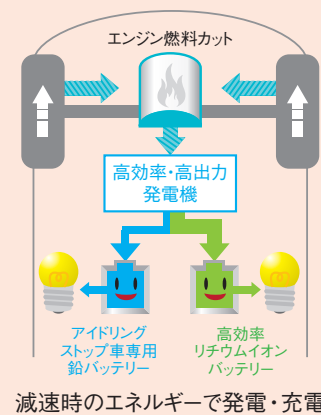 エンジン燃料カット
高効率・高出力
発電機
アイドリング
ストップ車専用
鉛バッテリー
高効率
リチウムイオン
バッテリー
減速時のエネルギーで発電・充電